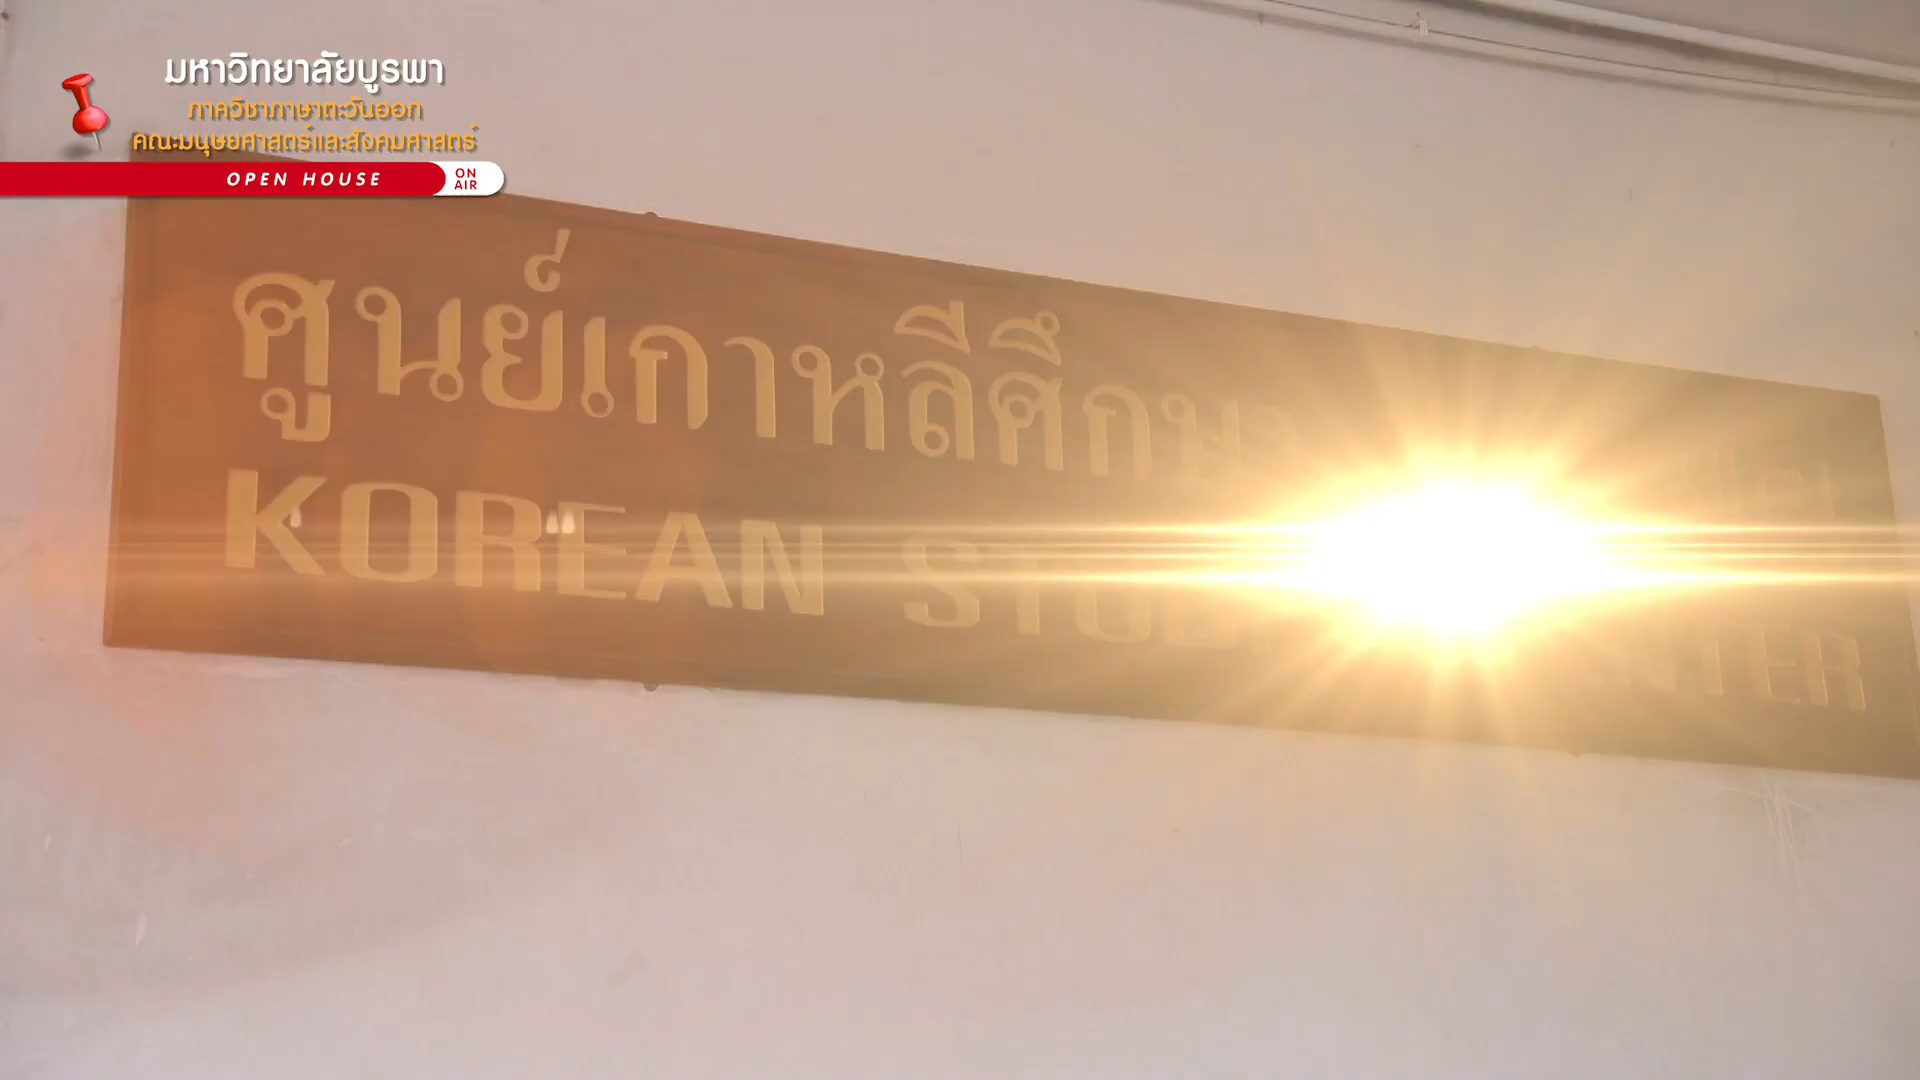 มหาวิทยาลัยบูรพา
ภาควิชาภาษาตะวันออก
คณะมนุษยศาสตร์และสังคมศาสตร์
OPEN HOUSE
ON AIR
ศูนย์เกาหลีศึกษา
KOREAN